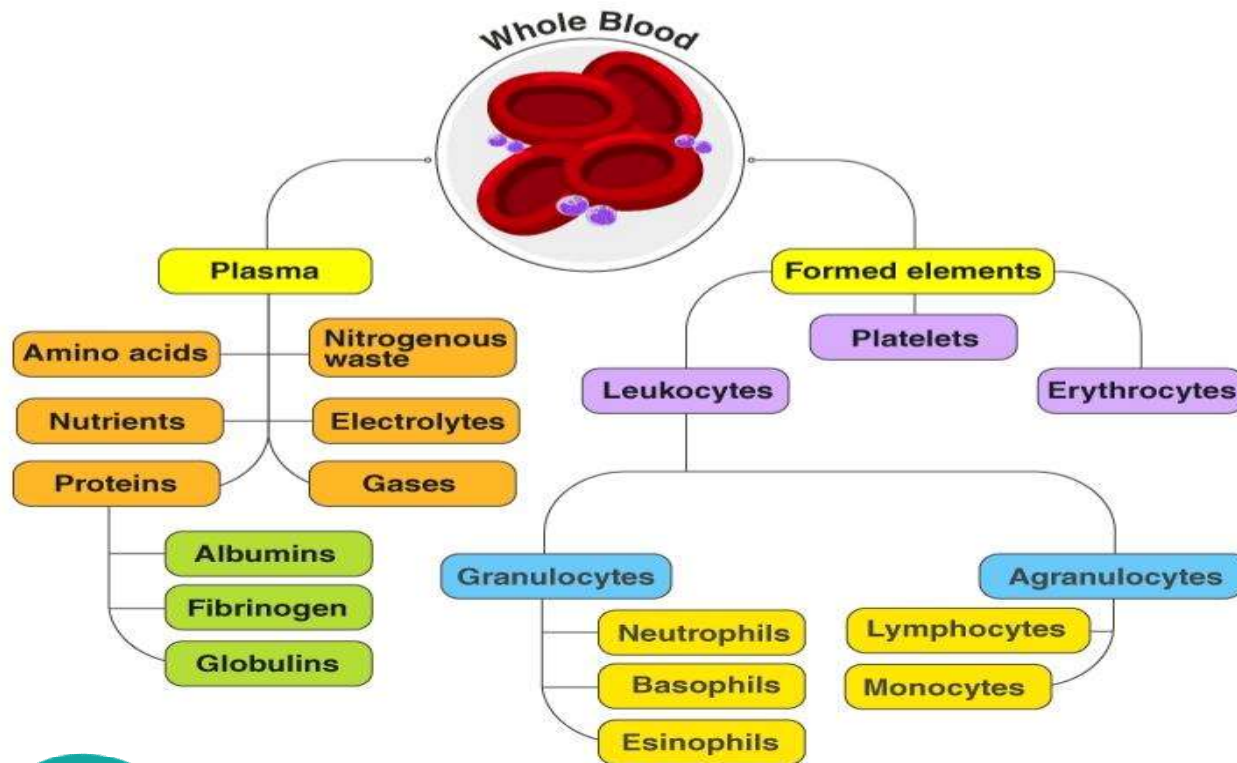 Whole Blood
Plasma
Formed elements
Amino acids
Nitrogenous
waste
Platelets
Leukocytes
Erythrocytes
Nutrients
Electrolytes
Proteins
Gases
Albumins
Fibrinogen
Globulins
Granulocytes
Agranulocytes
Neutrophils
Lymphocytes
Basophils
Monocytes
Esinophils